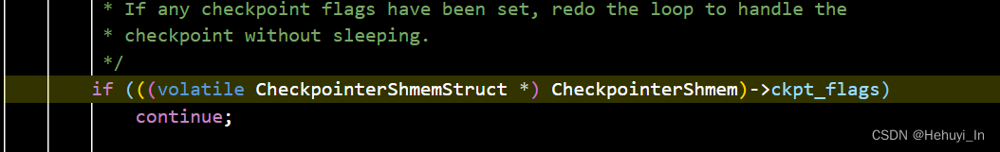 * If any checkpoint flags have been set, redo the loop to handle the
* checkpoint without sleeping.
*/
if (((volatile CheckpointerShmemStruct *) CheckpointerShmem)->ckpt_flags)
continue;
CSDN @Hehuyi_In